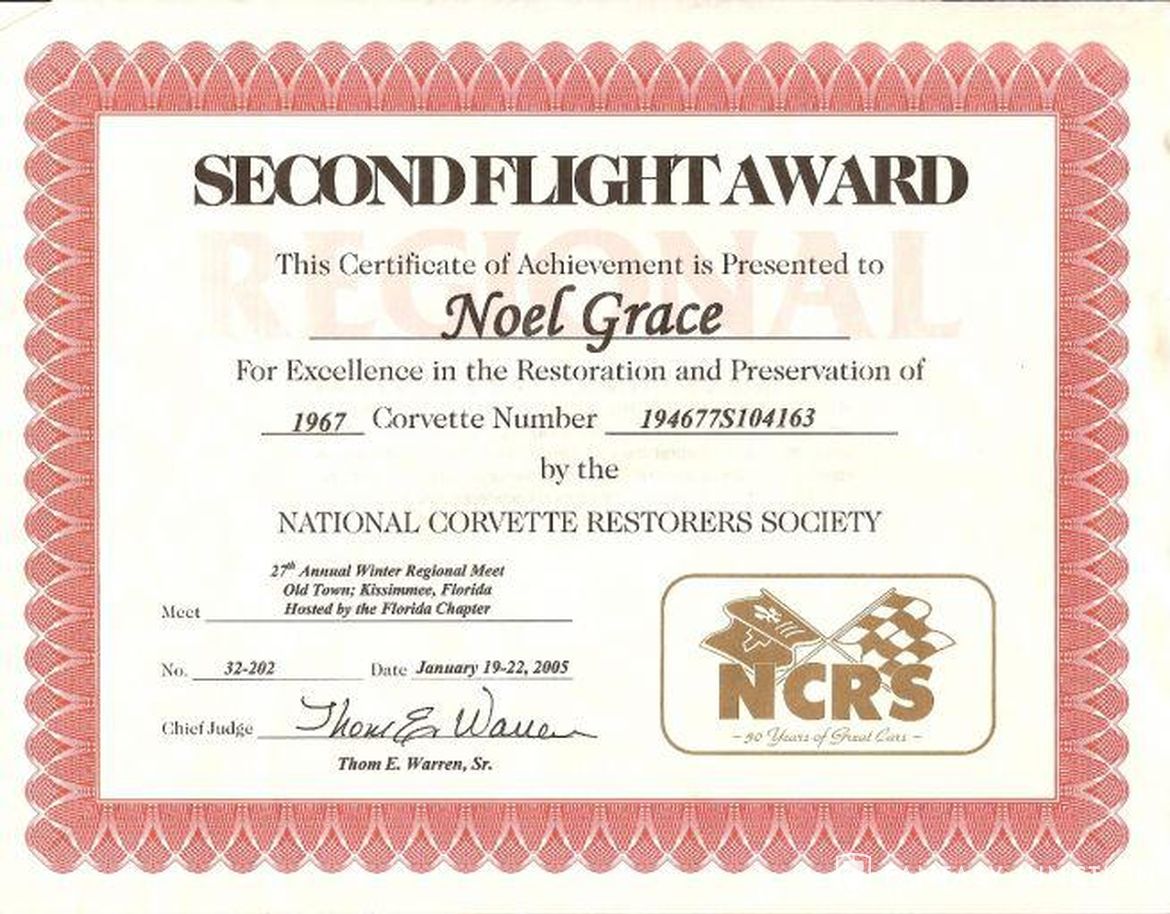 SECOND FLIGHT AWARD
REGIONAL
This Certificate of Achievement is Presented to
Noel Grace
For Excellence in the Restoration and Preservation of
1967 Corvette Number 194677S104163
by the
NATIONAL CORVETTE RESTORERS SOCIETY
27th Annual Winter Regional Meet
Old Town; Kissimmee, Florida
Meet Hosted by the Florida Chapter
No. 32-202 Date January 19-22, 2005
Chief Judge Thom E. Warren
Thom E. Warren, Sr.
NCRS
- 30 Years of Great Cars -